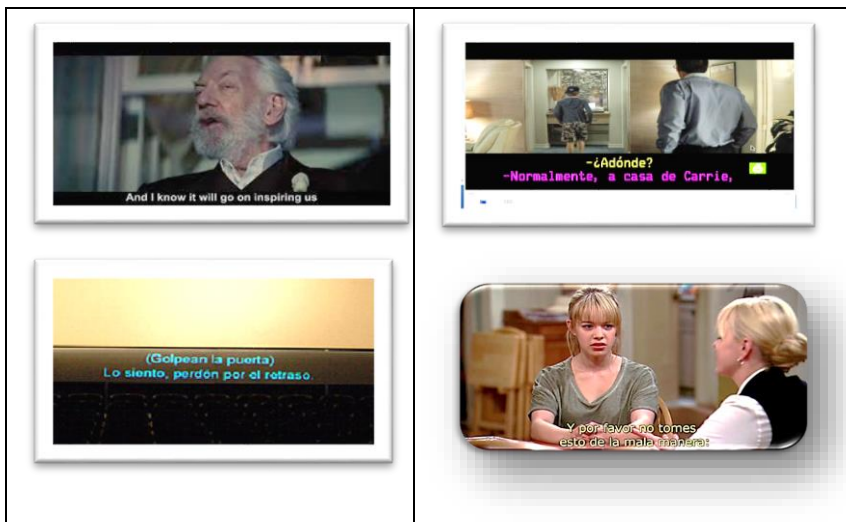 And I know it will go on inspiring us
-¿Adónde?
-Normalmente, a casa de Carrie,
(Golpean la puerta)
Lo siento, perdón por el retraso.
Y por favor no tomes
esto de la mala manera: